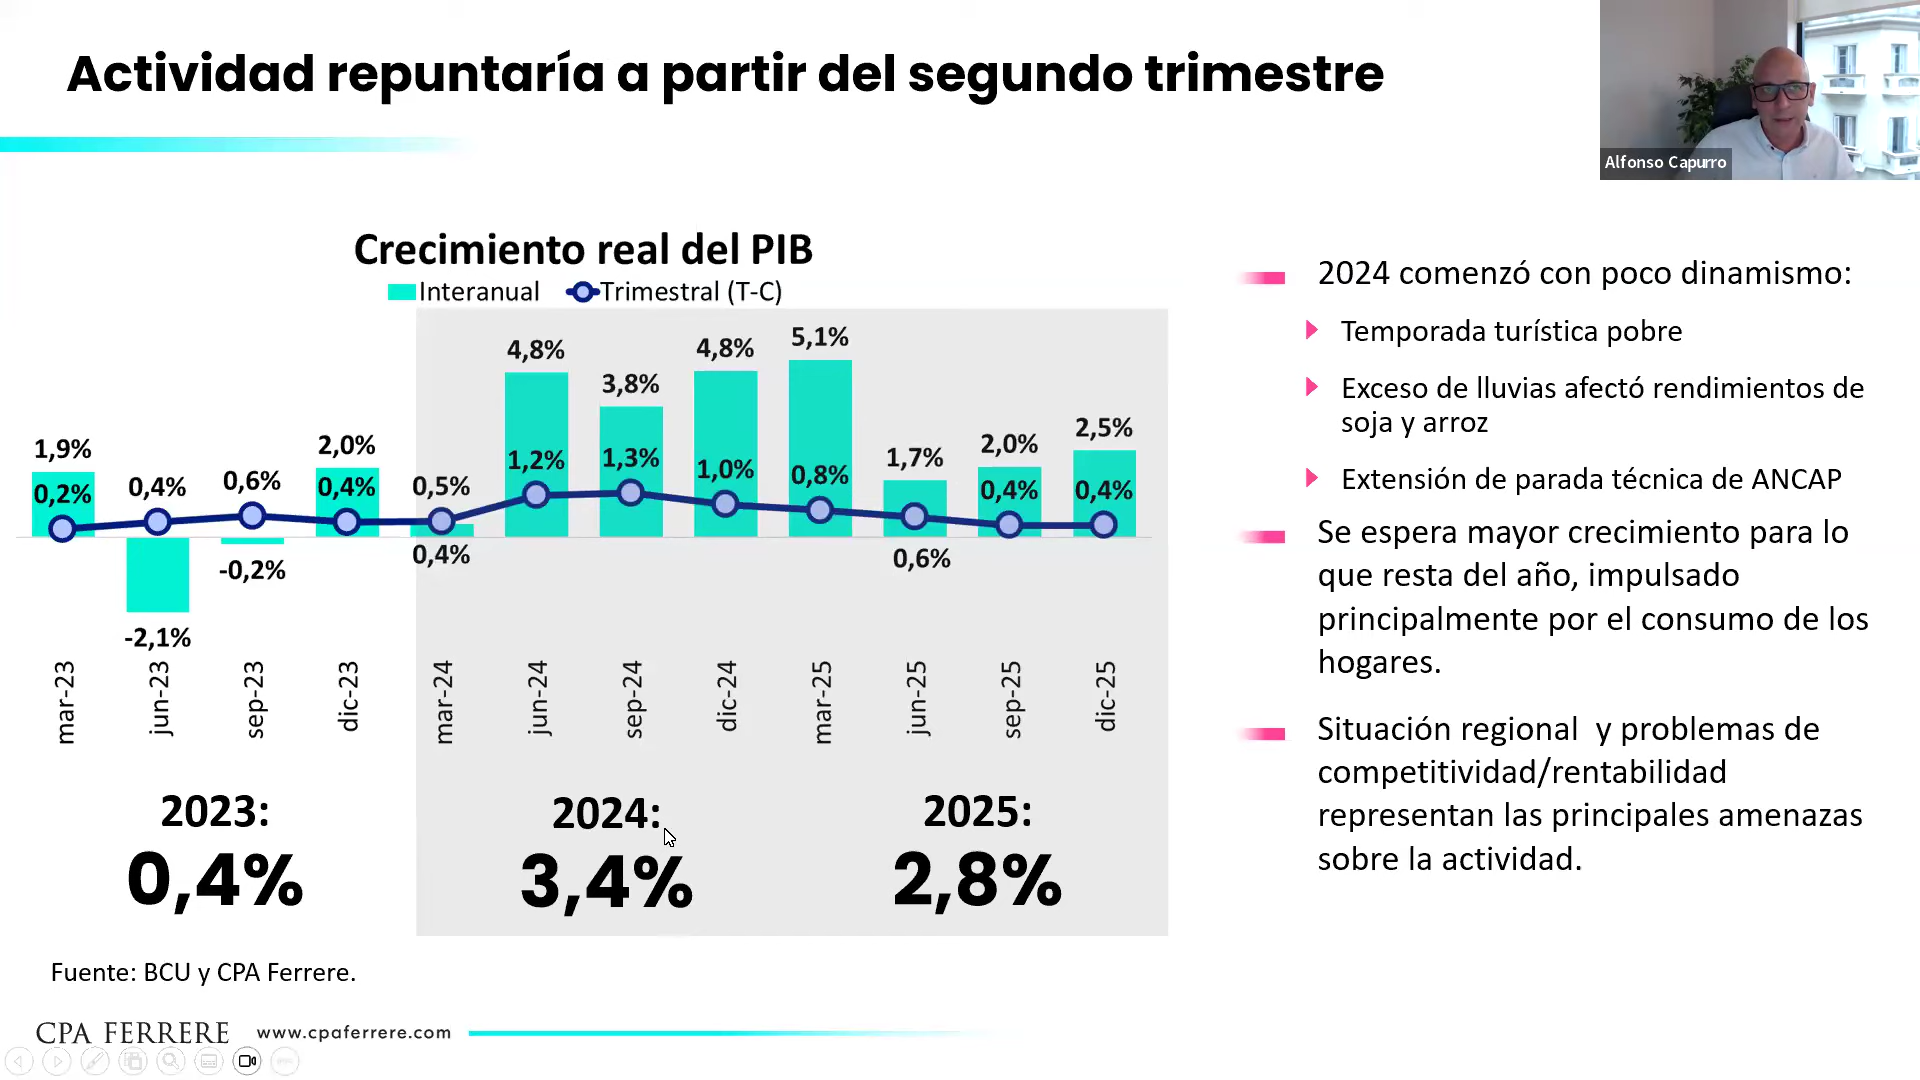 Actividad repuntaría a partir del segundo trimestre
Alfonso Capurro
Crecimiento real del PIB
Interanual Trimestral (T-C)
5,1%
4,8% 4,8%
3,8%
1,9% 2,0% 2,0% 2,5%
1,2% 1,3% 1,0% 0,8% 1,7%
0,2% 0,4% 0,6% 0,4% 0,5% 0,4% 0,4%
0,4% 0,6%
-0,2%
-2,1%
mar-23 jun-23 sep-23 dic-23 mar-24 jun-24 sep-24 dic-24 mar-25 jun-25 sep-25 dic-25
2023: 2024: 2025:
0,4% 3,4% 2,8%
2024 comenzó con poco dinamismo:
Temporada turística pobre
Exceso de lluvias afectó rendimientos de
soja y arroz
Extensión de parada técnica de ANCAP
Se espera mayor crecimiento para lo
que resta del año, impulsado
principalmente por el consumo de los
hogares.
Situación regional  y problemas de
competitividad/rentabilidad
representan las principales amenazas
sobre la actividad.
Fuente: BCU y CPA Ferrere.
CPA FERRERE www.cpaferrere.com